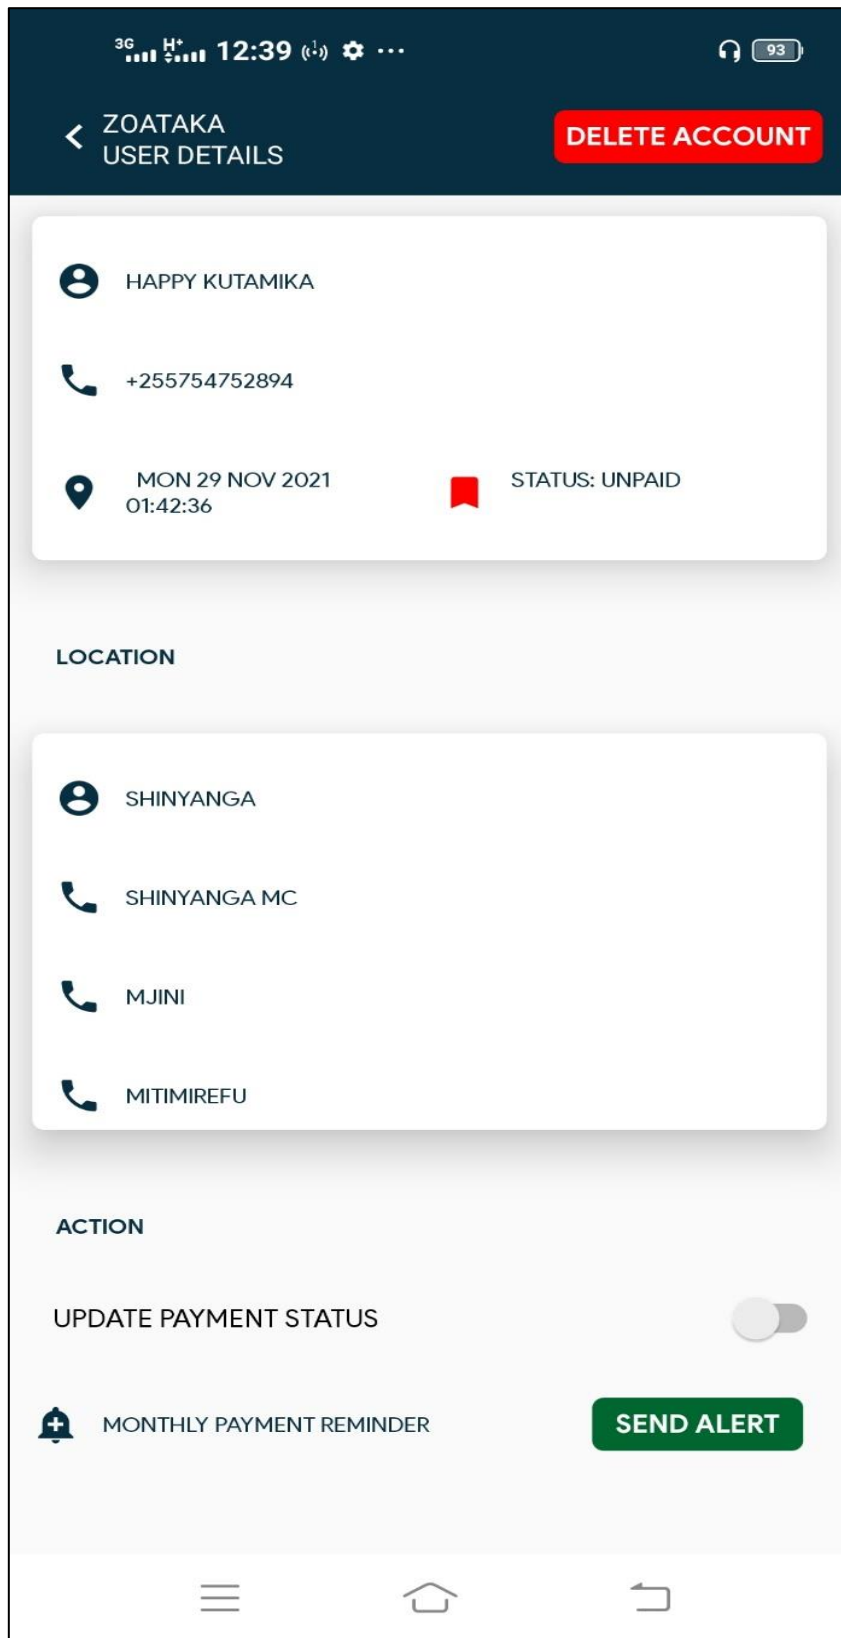 3G H+ 12:39 93
ZOATAKA
USER DETAILS
DELETE ACCOUNT
HAPPY KUTAMIKA
+255754752894
MON 29 NOV 2021
01:42:36
STATUS: UNPAID
LOCATION
SHINYANGA
SHINYANGA MC
MJINI
MITIMIREFU
ACTION
UPDATE PAYMENT STATUS
MONTHLY PAYMENT REMINDER
SEND ALERT